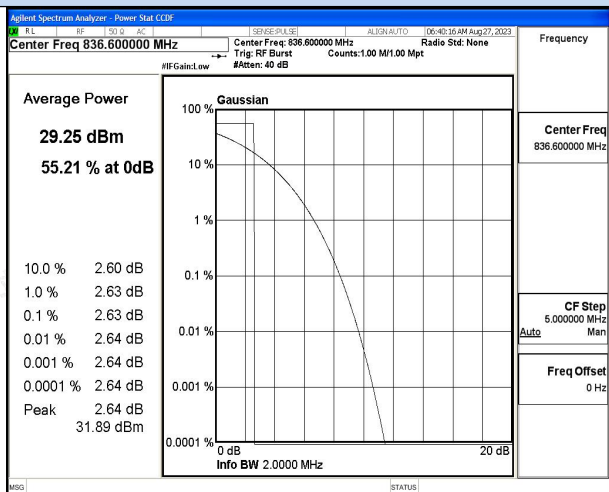 Agilent Spectrum Analyzer - Power Stat CCDF
LXI RL RF 50 Ω AC SENSE:PULSE ALIGN AUTO 06:40:16 AM Aug 27, 2023
Center Freq 836.600000 MHz
Center Freq: 836.600000 MHz Radio Std: None
Trig: RF Burst Counts:1.00 M/1.00 Mpt
#IFGain:Low #Atten: 40 dB
Frequency
Average Power
29.25 dBm
55.21 % at 0dB
10.0 % 2.60 dB
1.0 % 2.63 dB
0.1 % 2.63 dB
0.01 % 2.64 dB
0.001 % 2.64 dB
0.0001 % 2.64 dB
Peak 2.64 dB
31.89 dBm
Gaussian
100 %
10 %
1 %
0.1 %
0.01 %
0.001 %
0.0001 %
0 dB 20 dB
Info BW 2.0000 MHz
Center Freq
836.600000 MHz
CF Step
5.000000 MHz
Auto Man
Freq Offset
0 Hz
MSG STATUS